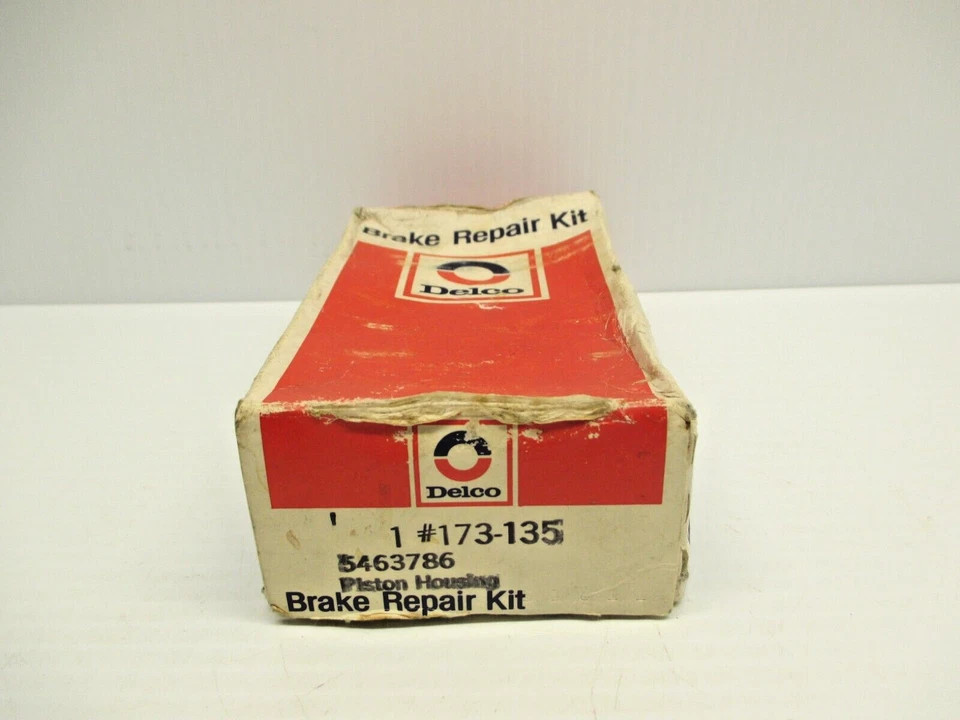 Brake Repair Kit
Delco
Delco
1 #173-135
5463786
Piston Housing
Brake Repair Kit